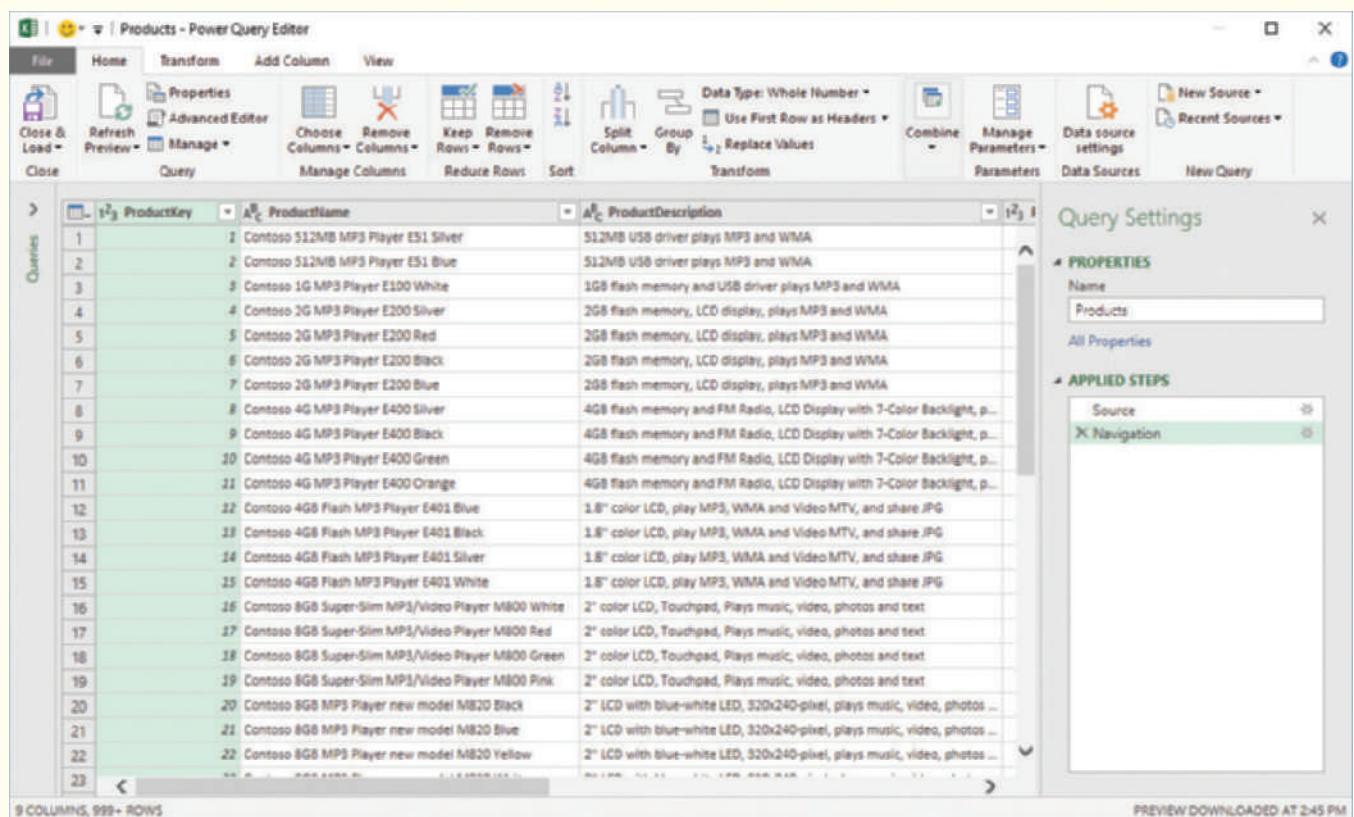 Products - Power Query Editor
File Home Transform Add Column View
Close & Load
Close
Refresh Preview
Properties
Advanced Editor
Manage
Query
Choose Columns
Remove Columns
Manage Columns
Keep Rows
Remove Rows
Reduce Rows
Sort
Split Column
Group By
Data Type: Whole Number
Use First Row as Headers
Replace Values
Transform
Combine
Manage Parameters
Parameters
Data source settings
Data Sources
New Source
Recent Sources
New Query
Queries
ProductKey ProductName ProductDescription
1 1 Contoso 512MB MP3 Player E51 Silver 512MB USB driver plays MP3 and WMA
2 2 Contoso 512MB MP3 Player E51 Blue 512MB USB driver plays MP3 and WMA
3 3 Contoso 1G MP3 Player E100 White 1GB flash memory and USB driver plays MP3 and WMA
4 4 Contoso 2G MP3 Player E200 Silver 2GB flash memory, LCD display, plays MP3 and WMA
5 5 Contoso 2G MP3 Player E200 Red 2GB flash memory, LCD display, plays MP3 and WMA
6 6 Contoso 2G MP3 Player E200 Black 2GB flash memory, LCD display, plays MP3 and WMA
7 7 Contoso 2G MP3 Player E200 Blue 2GB flash memory, LCD display, plays MP3 and WMA
8 8 Contoso 4G MP3 Player E400 Silver 4GB flash memory and FM Radio, LCD Display with 7-Color Backlight, p...
9 9 Contoso 4G MP3 Player E400 Black 4GB flash memory and FM Radio, LCD Display with 7-Color Backlight, p...
10 10 Contoso 4G MP3 Player E400 Green 4GB flash memory and FM Radio, LCD Display with 7-Color Backlight, p...
11 11 Contoso 4G MP3 Player E400 Orange 4GB flash memory and FM Radio, LCD Display with 7-Color Backlight, p...
12 12 Contoso 4GB Flash MP3 Player E401 Blue 1.8" color LCD, play MP3, WMA and Video MTV, and share JPG
13 13 Contoso 4GB Flash MP3 Player E401 Black 1.8" color LCD, play MP3, WMA and Video MTV, and share JPG
14 14 Contoso 4GB Flash MP3 Player E401 Silver 1.8" color LCD, play MP3, WMA and Video MTV, and share JPG
15 15 Contoso 4GB Flash MP3 Player E401 White 1.8" color LCD, play MP3, WMA and Video MTV, and share JPG
16 16 Contoso 8GB Super-Slim MP3/Video Player M800 White 2" color LCD, Touchpad, Plays music, video, photos and text
17 17 Contoso 8GB Super-Slim MP3/Video Player M800 Red 2" color LCD, Touchpad, Plays music, video, photos and text
18 18 Contoso 8GB Super-Slim MP3/Video Player M800 Green 2" color LCD, Touchpad, Plays music, video, photos and text
19 19 Contoso 8GB Super-Slim MP3/Video Player M800 Pink 2" color LCD, Touchpad, Plays music, video, photos and text
20 20 Contoso 8GB MP3 Player new model M820 Black 2" LCD with blue-white LED, 320x240-pixel, plays music, video, photos ...
21 21 Contoso 8GB MP3 Player new model M820 Blue 2" LCD with blue-white LED, 320x240-pixel, plays music, video, photos ...
22 22 Contoso 8GB MP3 Player new model M820 Yellow 2" LCD with blue-white LED, 320x240-pixel, plays music, video, photos ...
23
Query Settings
PROPERTIES
Name
Products
All Properties
APPLIED STEPS
Source
Navigation
9 COLUMNS, 999+ ROWS PREVIEW DOWNLOADED AT 2:45 PM